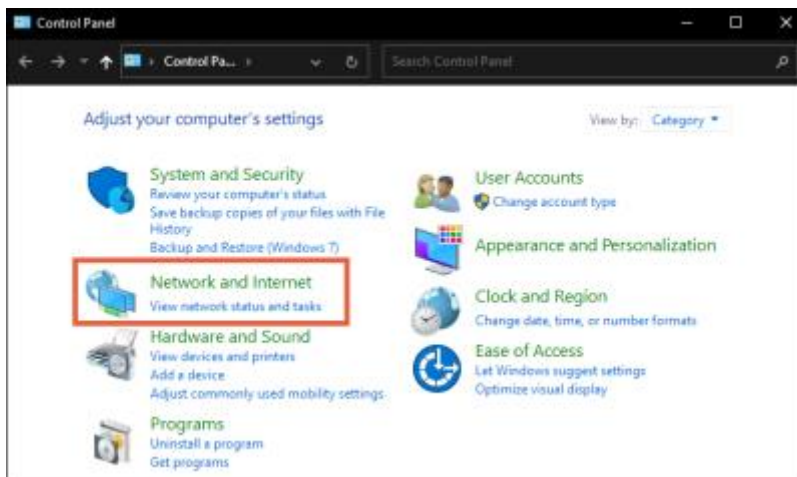 Control Panel
Control Pa...
Search Control Panel
Adjust your computer's settings
View by: Category
System and Security
Review your computer's status
Save backup copies of your files with File
History
Backup and Restore (Windows 7)
Network and Internet
View network status and tasks
Hardware and Sound
View devices and printers
Add a device
Adjust commonly used mobility settings
Programs
Uninstall a program
Get programs
User Accounts
Change account type
Appearance and Personalization
Clock and Region
Change date, time, or number formats
Ease of Access
Let Windows suggest settings
Optimize visual display